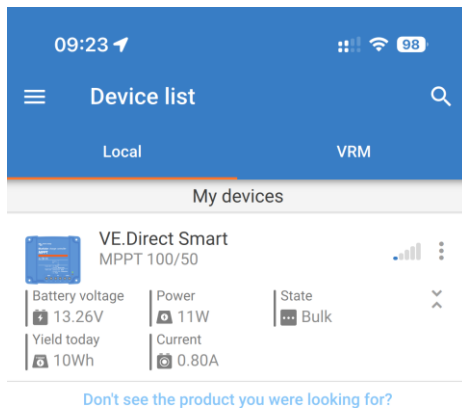 09:23
98
Device list
Local VRM
My devices
VE.Direct Smart
MPPT 100/50
Battery voltage Power State
13.26V 11W Bulk
Yield today Current
10Wh 0.80A
Don't see the product you were looking for?